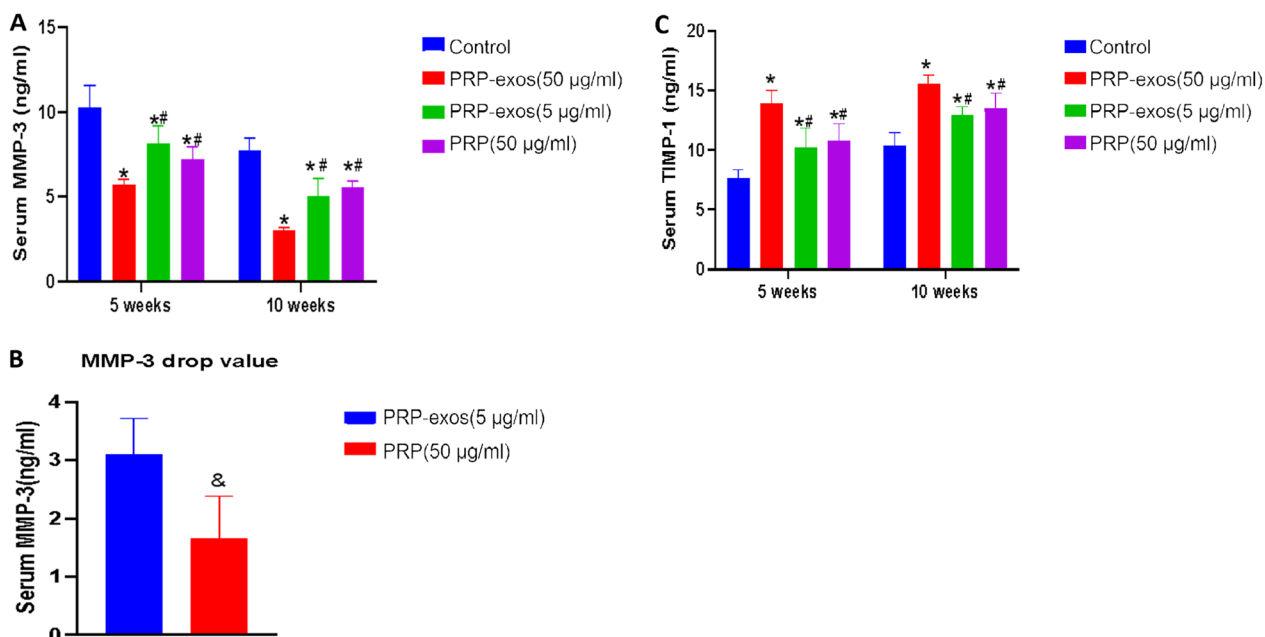 A
15
10
5
0
Serum MMP-3 (ng/ml)
*
*#
*#
*
*#
*#
5 weeks
10 weeks
Control
PRP-exos(50 µg/ml)
PRP-exos(5 µg/ml)
PRP(50 µg/ml)
C
20
15
10
5
0
Serum TIMP-1 (ng/ml)
*
*#
*#
*
*#
*#
5 weeks
10 weeks
Control
PRP-exos(50 µg/ml)
PRP-exos(5 µg/ml)
PRP(50 µg/ml)
B
MMP-3 drop value
4
3
2
1
0
Serum MMP-3(ng/ml)
&
PRP-exos(5 µg/ml)
PRP(50 µg/ml)